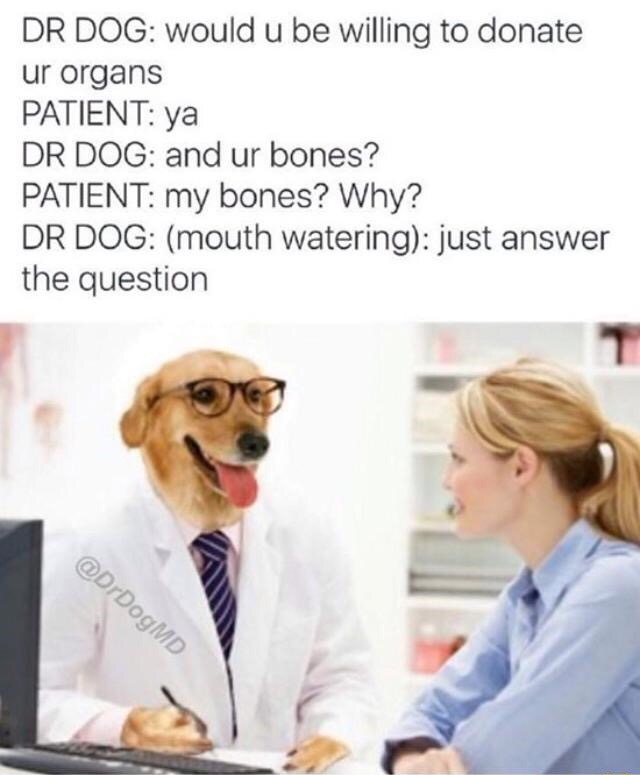 DR DOG: would u be willing to donate
ur organs
PATIENT: ya
DR DOG: and ur bones?
PATIENT: my bones? Why?
DR DOG: (mouth watering): just answer
the question
@DrDogMD